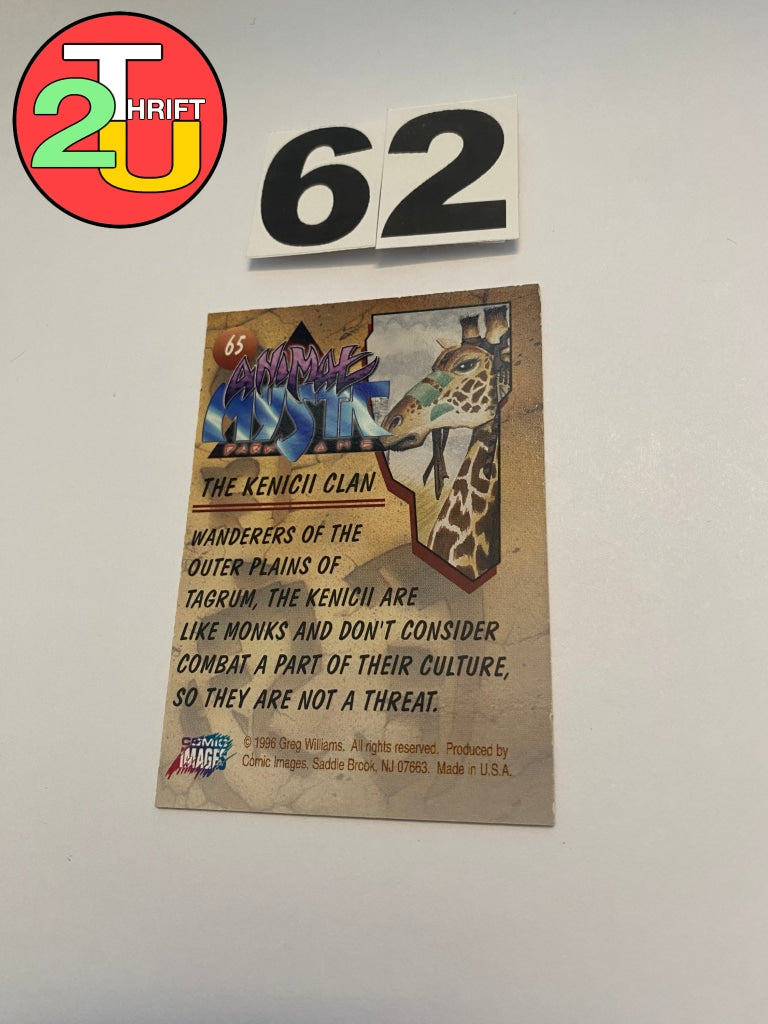 2 THRIFT U
62
65
ANIMAL
MYSTIC
DARK ONE
THE KENICII CLAN
WANDERERS OF THE
OUTER PLAINS OF
TAGRUM, THE KENICII ARE
LIKE MONKS AND DON'T CONSIDER
COMBAT A PART OF THEIR CULTURE,
SO THEY ARE NOT A THREAT.
COMIC
IMAGES
© 1996 Greg Williams. All rights reserved. Produced by
Comic Images, Saddle Brook, NJ 07663. Made in U.S.A.